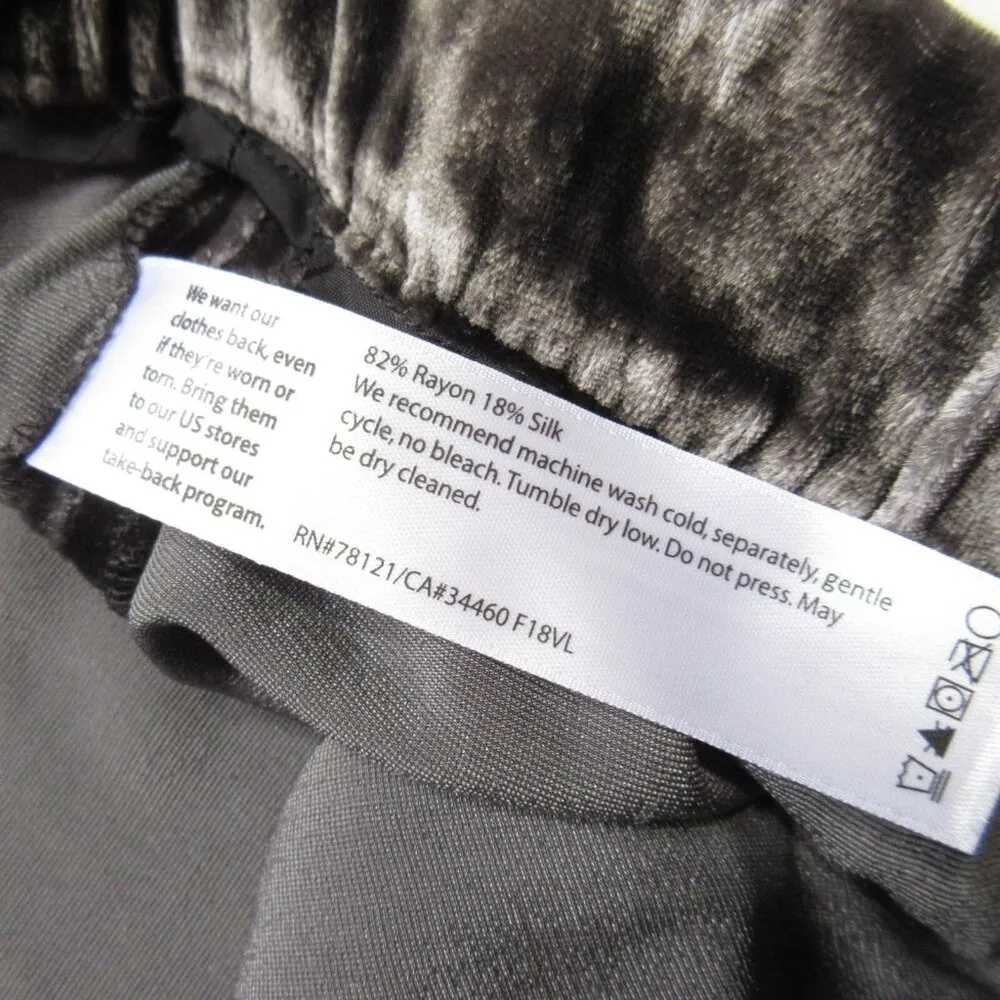 We want our
clothes back, even
if they're worn or
torn. Bring them
to our US stores
and support our
take-back program.
82% Rayon 18% Silk
We recommend machine wash cold, separately, gentle
cycle, no bleach. Tumble dry low. Do not press. May
be dry cleaned.
RN#78121/CA#34460 F18VL